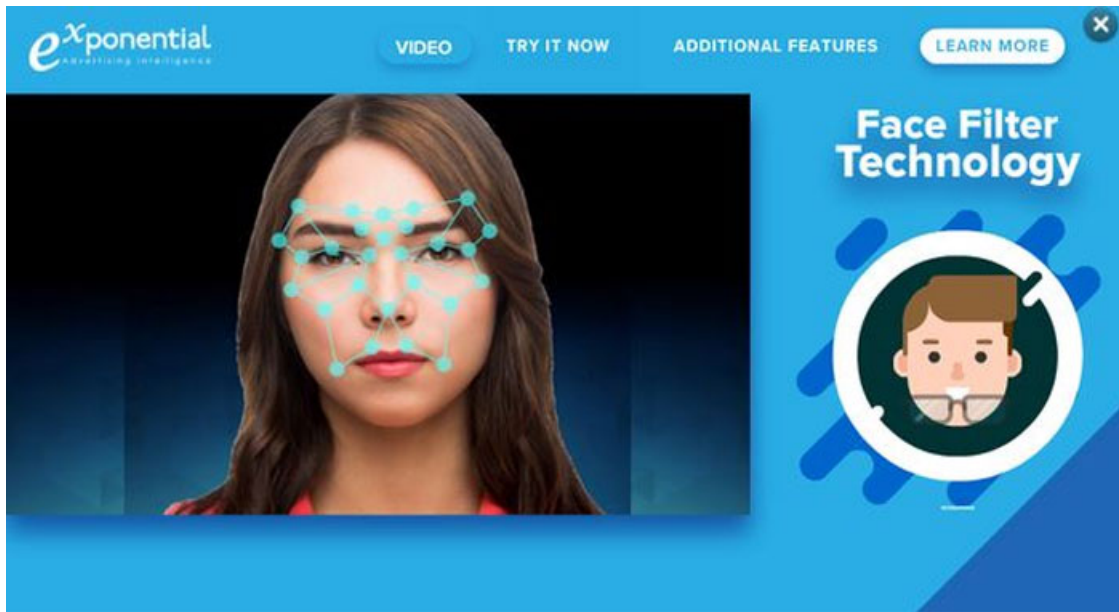 exponential
Advertising Intelligence
VIDEO
TRY IT NOW
ADDITIONAL FEATURES
LEARN MORE
Face Filter
Technology